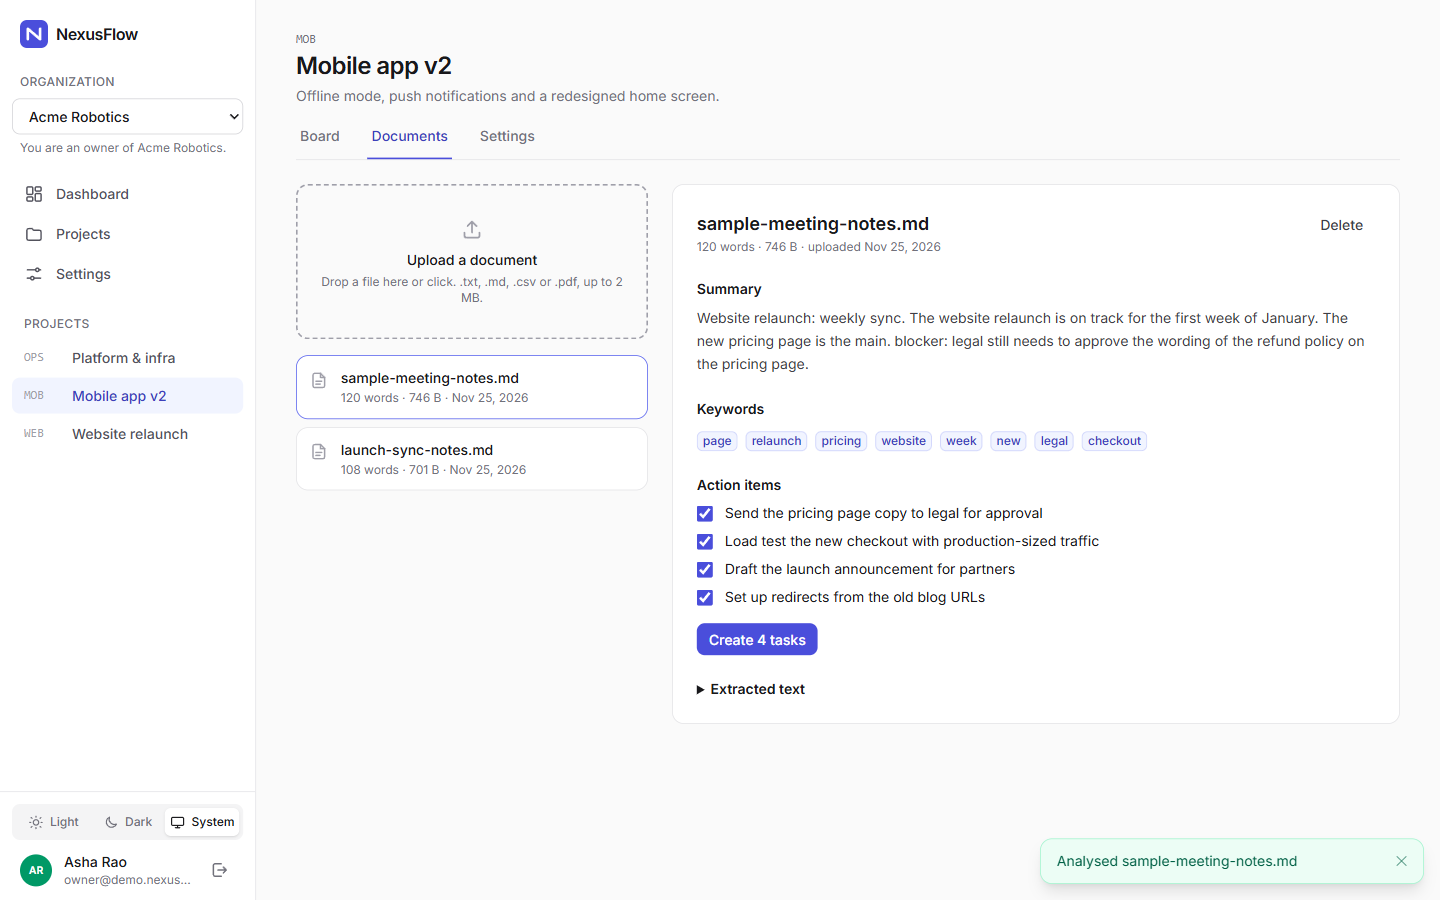 NexusFlow
ORGANIZATION
Acme Robotics
You are an owner of Acme Robotics.
Dashboard
Projects
Settings
PROJECTS
OPS Platform & infra
MOB Mobile app v2
WEB Website relaunch
Light Dark System
AR
Asha Rao
owner@demo.nexus...
MOB
Mobile app v2
Offline mode, push notifications and a redesigned home screen.
Board Documents Settings
Upload a document
Drop a file here or click. .txt, .md, .csv or .pdf, up to 2
MB.
sample-meeting-notes.md
120 words · 746 B · Nov 25, 2026
launch-sync-notes.md
108 words · 701 B · Nov 25, 2026
sample-meeting-notes.md
Delete
120 words · 746 B · uploaded Nov 25, 2026
Summary
Website relaunch: weekly sync. The website relaunch is on track for the first week of January. The
new pricing page is the main. blocker: legal still needs to approve the wording of the refund policy on
the pricing page.
Keywords
page relaunch pricing website week new legal checkout
Action items
Send the pricing page copy to legal for approval
Load test the new checkout with production-sized traffic
Draft the launch announcement for partners
Set up redirects from the old blog URLs
Create 4 tasks
Extracted text
Analysed sample-meeting-notes.md